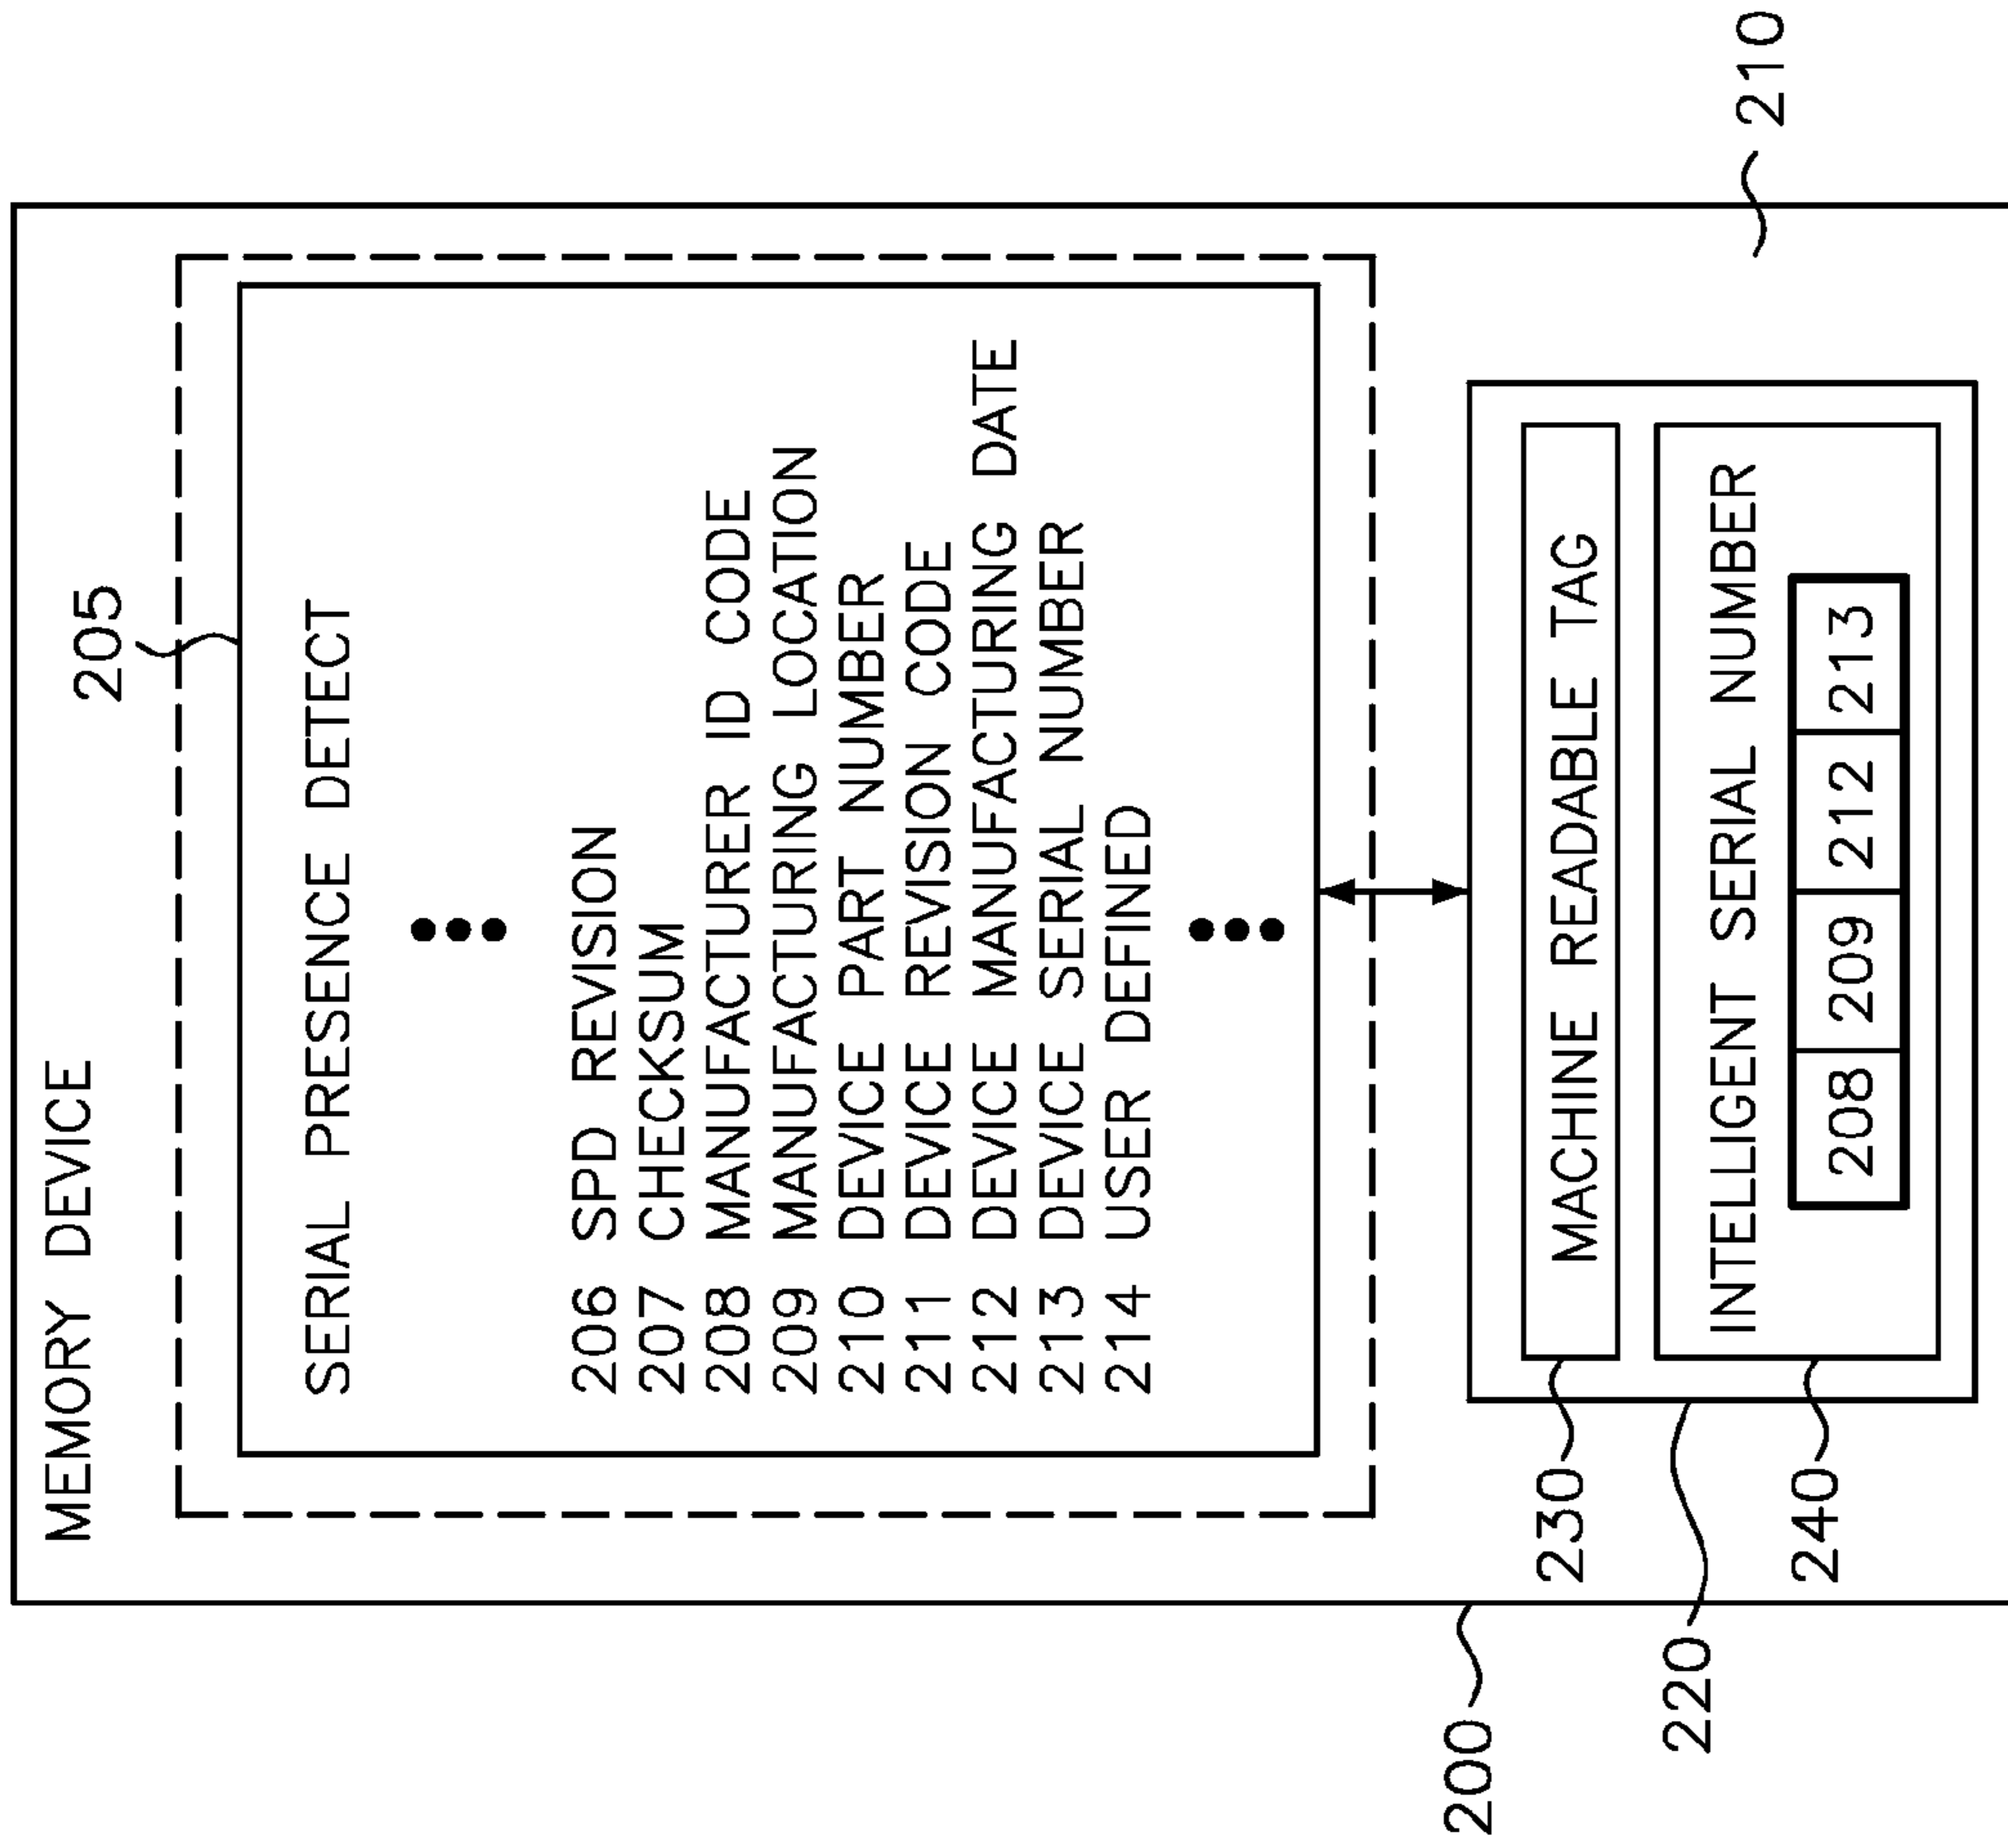 MEMORY DEVICE
205
SERIAL PRESENCE DETECT
206 SPD REVISION
207 CHECKSUM
208 MANUFACTURER ID CODE
209 MANUFACTURING LOCATION
210 DEVICE PART NUMBER
211 DEVICE REVISION CODE
212 DEVICE MANUFACTURING DATE
213 DEVICE SERIAL NUMBER
214 USER DEFINED
200
230
MACHINE READABLE TAG
220
INTELLIGENT SERIAL NUMBER
210
240
208 209 212 213